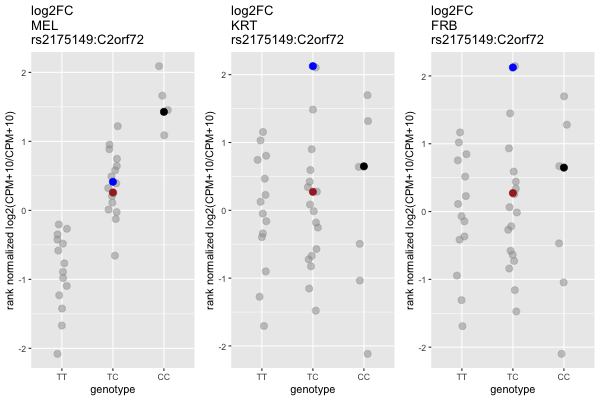 log2FC
MEL
rs2175149:C2orf72
rank normalized log2(CPM+10/CPM+10)
2
1
0
-1
-2
TT
TC
CC
genotype
log2FC
KRT
rs2175149:C2orf72
rank normalized log2(CPM+10/CPM+10)
2
1
0
-1
-2
TT
TC
CC
genotype
log2FC
FRB
rs2175149:C2orf72
rank normalized log2(CPM+10/CPM+10)
2
1
0
-1
-2
TT
TC
CC
genotype